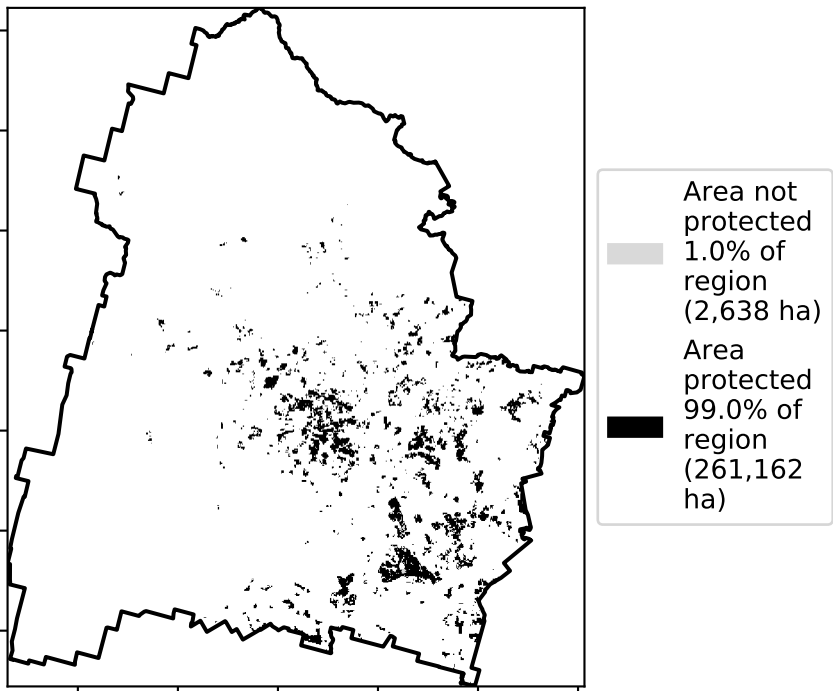 Area not
protected
1.0% of
region
(2,638 ha)
Area
protected
99.0% of
region
(261,162
ha)